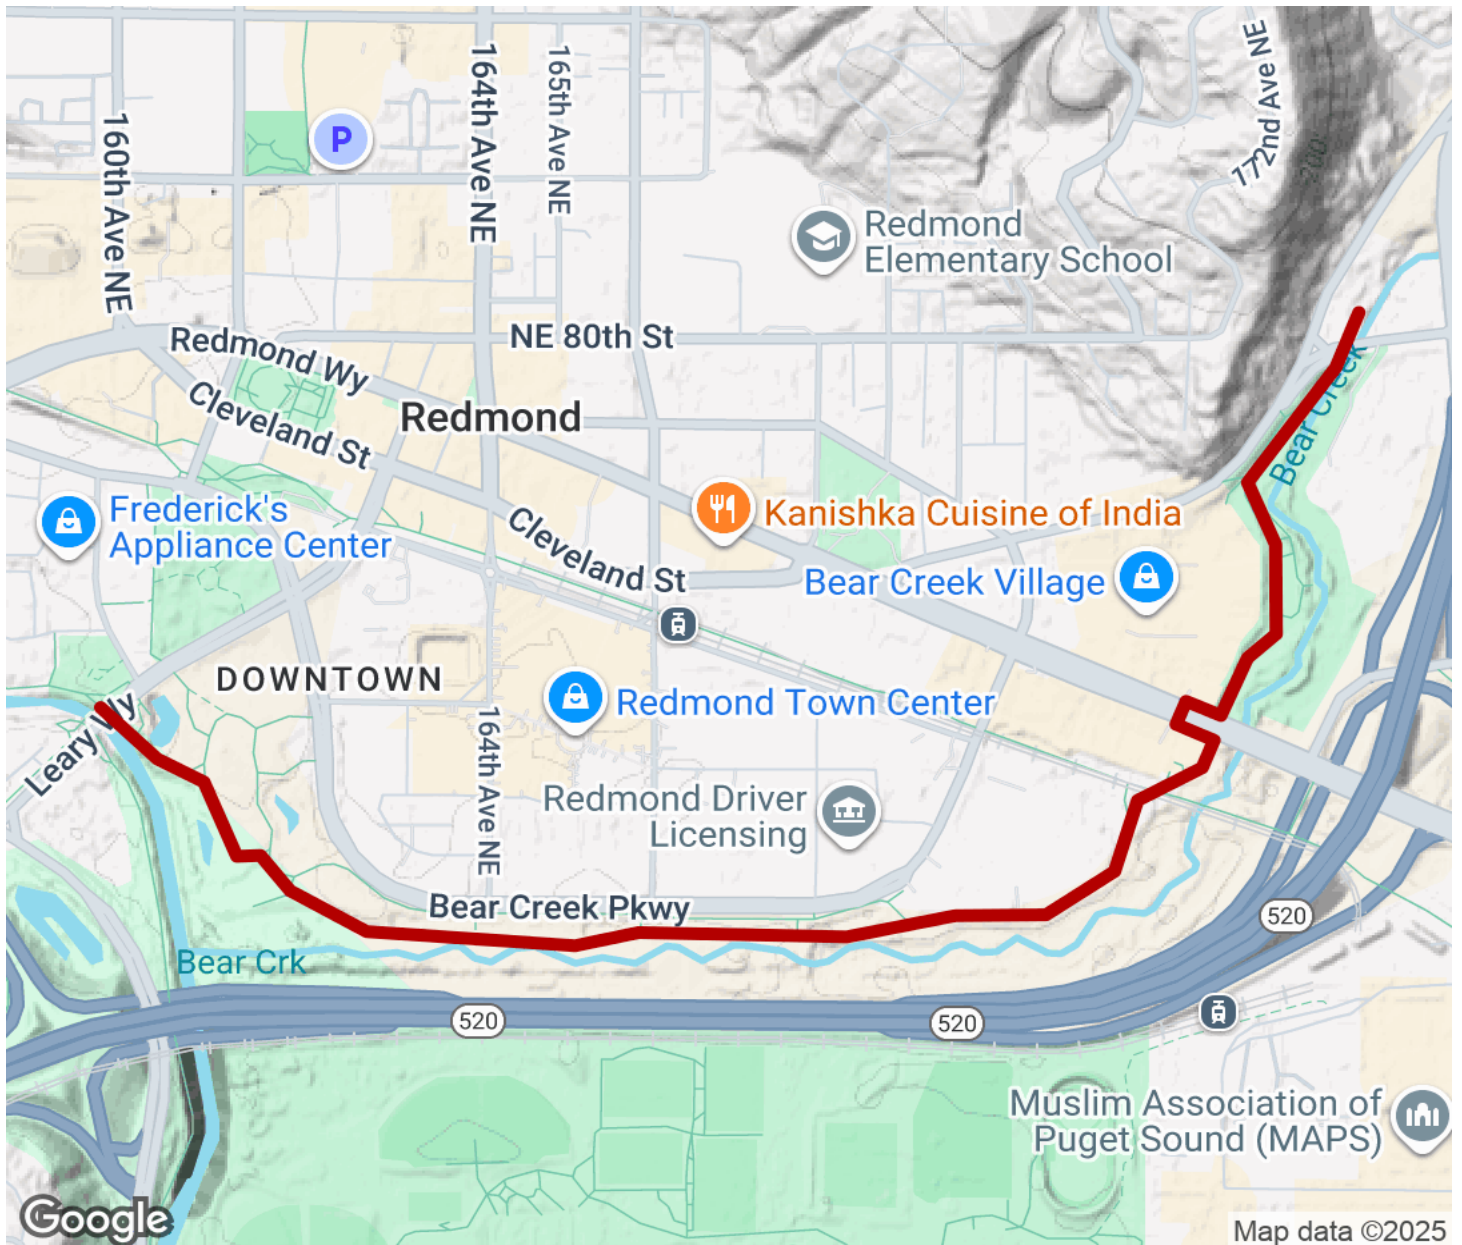 160th Ave NE
P
164th Ave NE
165th Ave NE
172nd Ave NE
200'
Redmond
Elementary School
NE 80th St
Redmond Wy
Cleveland St
Redmond
Bear Creek
Frederick's
Appliance Center
Kanishka Cuisine of India
Cleveland St
Bear Creek Village
DOWNTOWN
Redmond Town Center
Leary Wy
164th Ave NE
Redmond Driver
Licensing
Bear Creek Pkwy
520
Bear Crk
520
520
Muslim Association of
Puget Sound (MAPS)
Google
Map data ©2025